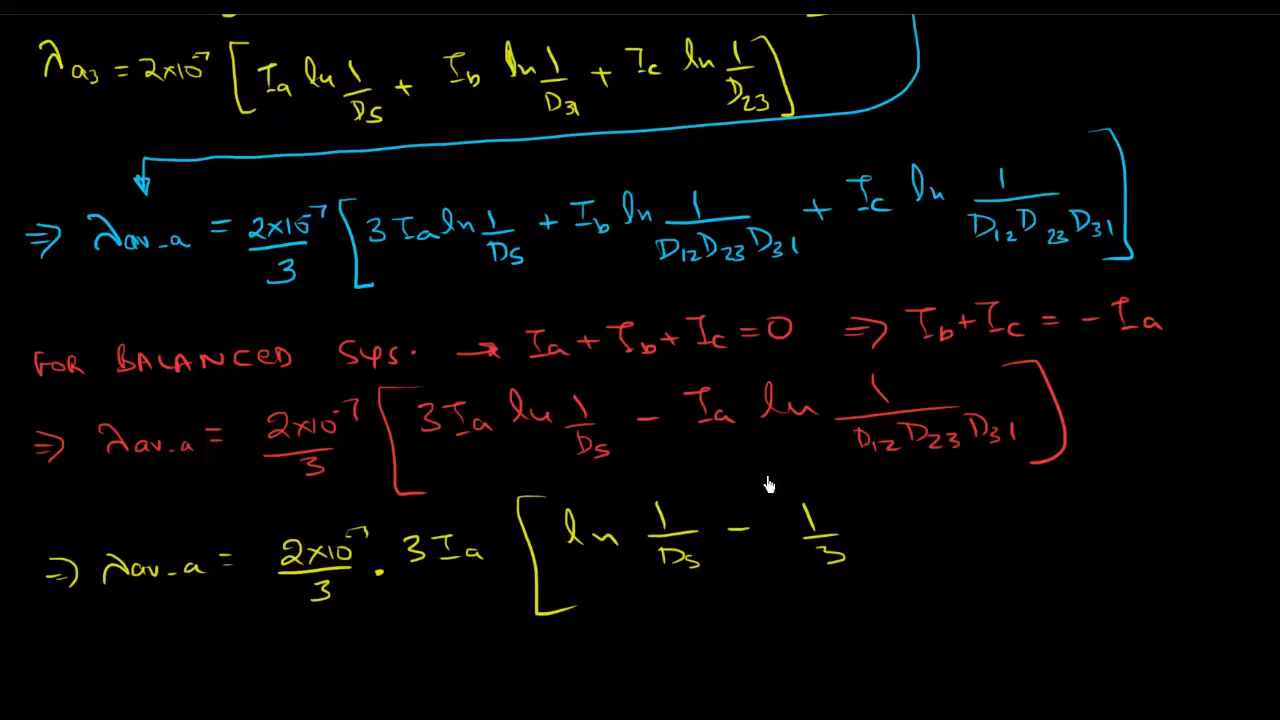 λa3 = 2×10⁻⁷ [ Ia ln 1/Ds + Ib ln 1/D31 + Ic ln 1/D23 ]
⇒ λav_a = 2×10⁻⁷/3 [ 3Ia ln 1/Ds + Ib ln 1/D12D23D31 + Ic ln 1/D12D23D31 ]
FOR BALANCED SYS. → Ia + Ib + Ic = 0 ⇒ Ib + Ic = - Ia
⇒ λav_a = 2×10⁻⁷/3 [ 3Ia ln 1/Ds - Ia ln 1/D12D23D31 ]
⇒ λav_a = 2×10⁻⁷/3 . 3Ia [ ln 1/Ds - 1/3